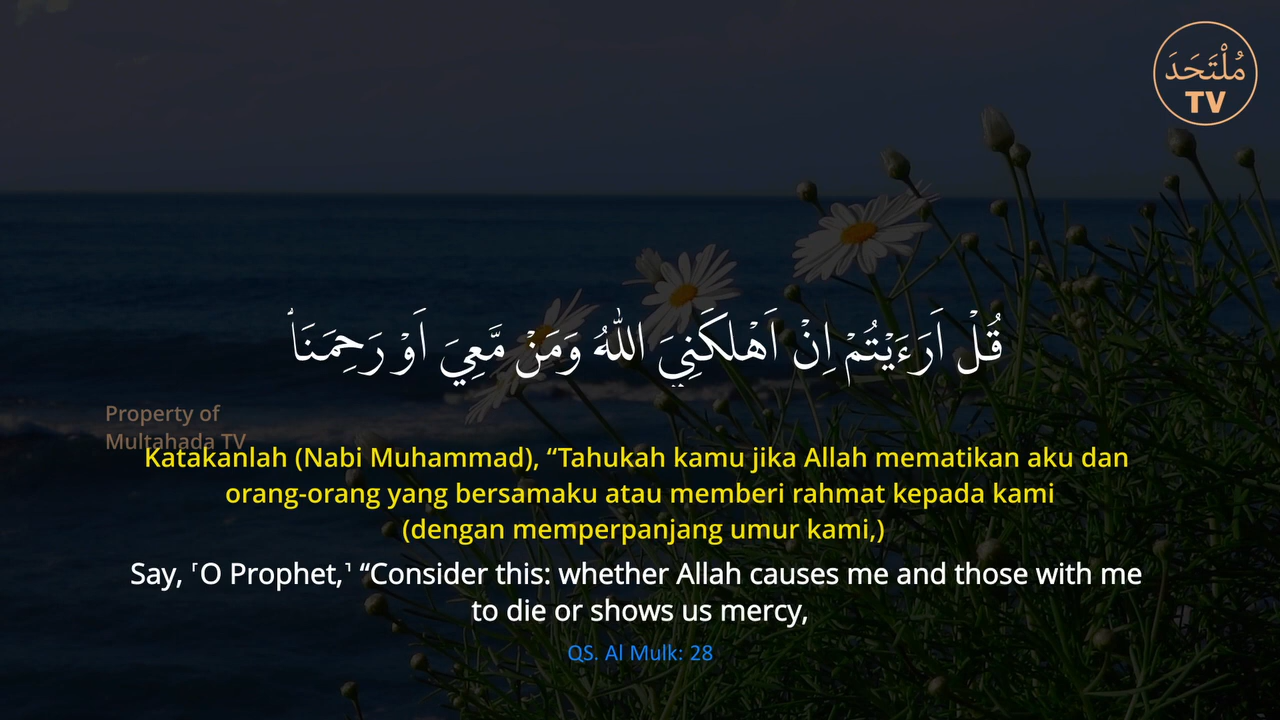 مُلْتَحَدَ
TV
قُلْ اَرَءَيْتُمْ اِنْ اَهْلَكَنِيَ اللّٰهُ وَمَنْ مَّعِيَ اَوْ رَحِمَنَاۙ
Property of
Multahada TV
Katakanlah (Nabi Muhammad), “Tahukah kamu jika Allah mematikan aku dan
orang-orang yang bersamaku atau memberi rahmat kepada kami
(dengan memperpanjang umur kami,)
Say, ˹O Prophet,˺ “Consider this: whether Allah causes me and those with me
to die or shows us mercy,
QS. Al Mulk: 28